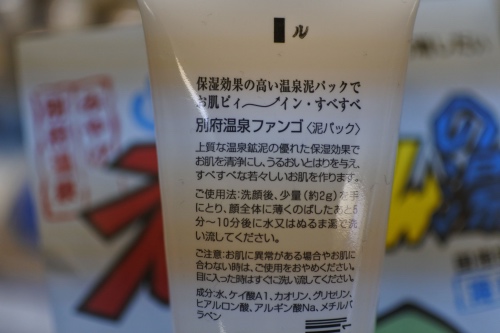 ル
保湿効果の高い温泉泥パックで
お肌ピィ〜〜イン・すべすべ
別府温泉ファンゴ〈泥パック〉
上質な温泉鉱泥の優れた保湿効果で
お肌を清浄にし、うるおいとはりを与え、
すべすべな若々しいお肌を作ります。
ご使用法:洗顔後、少量(約2g)を手
にとり、顔全体に薄くのばしたあと5
分〜10分後に水又はぬるま湯で洗
い流してください。
ご注意:お肌に異常がある場合やお肌に
合わない時は、ご使用をおやめください。
目に入った時はすぐに洗い流してください。
成分:水、ケイ酸A1、カオリン、グリセリン、
ヒアルロン酸、アルギン酸Na、メチルパ
ラベン